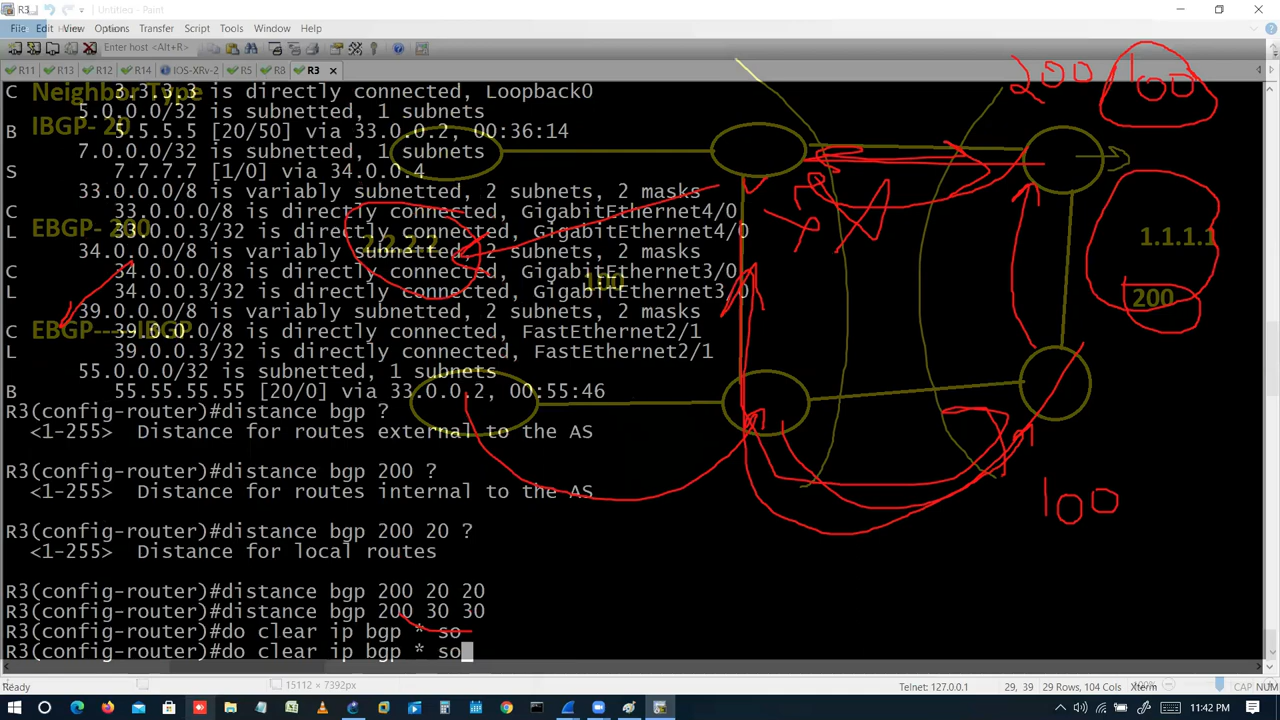 R3
Untitled - Paint
File Edit View Options Transfer Script Tools Window Help
Enter host <Alt+R>
R11 R13 R12 R14 IOS-XRv-2 R5 R8 R3
C 3.3.3.3 is directly connected, Loopback0
5.0.0.0/32 is subnetted, 1 subnets
B 5.5.5.5 [20/50] via 33.0.0.2, 00:36:14
7.0.0.0/32 is subnetted, 1 subnets
S 7.7.7.7 [1/0] via 34.0.0.4
33.0.0.0/8 is variably subnetted, 2 subnets, 2 masks
C 33.0.0.0/8 is directly connected, GigabitEthernet4/0
L 33.0.0.3/32 is directly connected, GigabitEthernet4/0
34.0.0.0/8 is variably subnetted, 2 subnets, 2 masks
C 34.0.0.0/8 is directly connected, GigabitEthernet3/0
L 34.0.0.3/32 is directly connected, GigabitEthernet3/0
39.0.0.0/8 is variably subnetted, 2 subnets, 2 masks
C 39.0.0.0/8 is directly connected, FastEthernet2/1
L 39.0.0.3/32 is directly connected, FastEthernet2/1
55.0.0.0/32 is subnetted, 1 subnets
B 55.55.55.55 [20/0] via 33.0.0.2, 00:55:46
R3(config-router)#distance bgp ?
<1-255> Distance for routes external to the AS
R3(config-router)#distance bgp 200 ?
<1-255> Distance for routes internal to the AS
R3(config-router)#distance bgp 200 20 ?
<1-255> Distance for local routes
R3(config-router)#distance bgp 200 20 20
R3(config-router)#distance bgp 200 30 30
R3(config-router)#do clear ip bgp * so
R3(config-router)#do clear ip bgp * so
Neighbor Type
IBGP- 20
EBGP- 200
EBGP-----IBGP
2.2.2.2
100
200 100
1.1.1.1
200
100
Ready
15112 × 7392px
Telnet: 127.0.0.1 29, 39 29 Rows, 104 Cols Xterm
100%
CAP NUM
11:42 PM